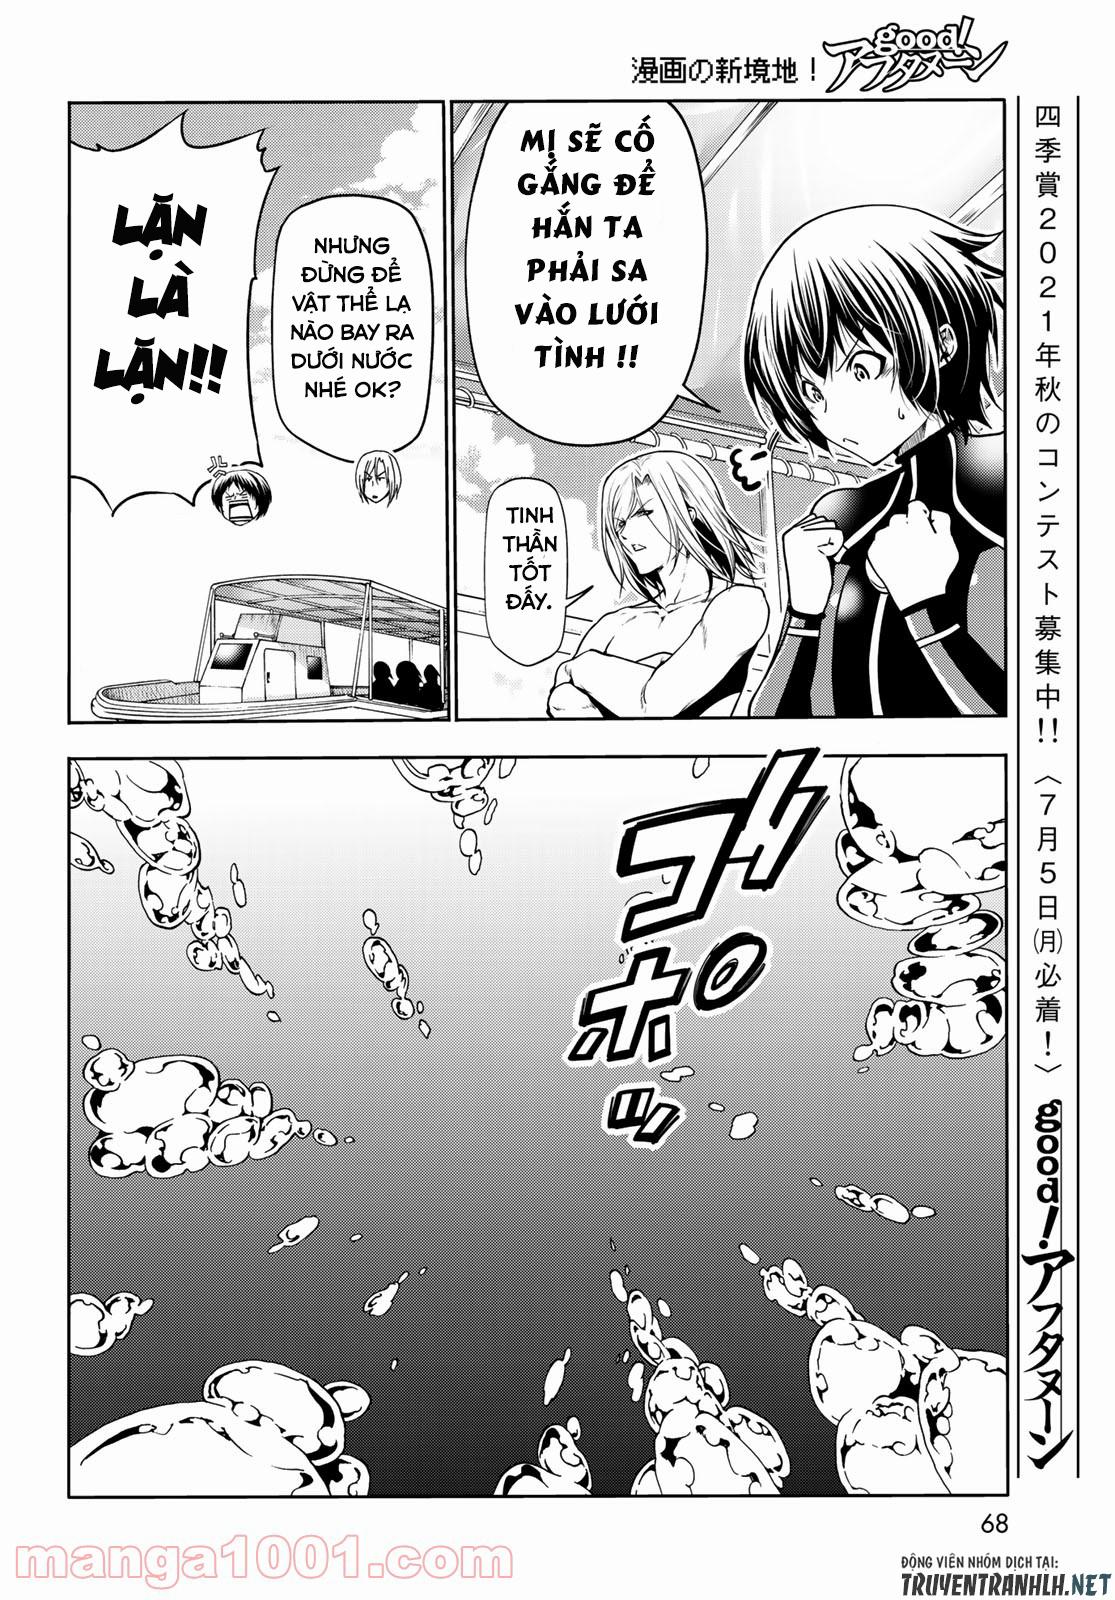 漫画の新境地!
good!
アフタヌーン
MỊ SẼ CỐ
GẮNG ĐỂ
HẮN TA
PHẢI SA
VÀO LƯỚI
TÌNH !!
TINH
THẦN
TỐT
ĐẤY.
NHƯNG
ĐỪNG ĐỂ
VẬT THỂ LẠ
NÀO BAY RA
DƯỚI NƯỚC
NHÉ OK?
LẶN
LÀ
LẶN!!
ゴポッ
四季賞2021年秋のコンテスト募集中!!〈7月5日(月)必着!〉
good!アフタヌーン
68
manga1001.com
ĐỘNG VIÊN NHÓM DỊCH TẠI:
TRUYENTRANHLH.NET